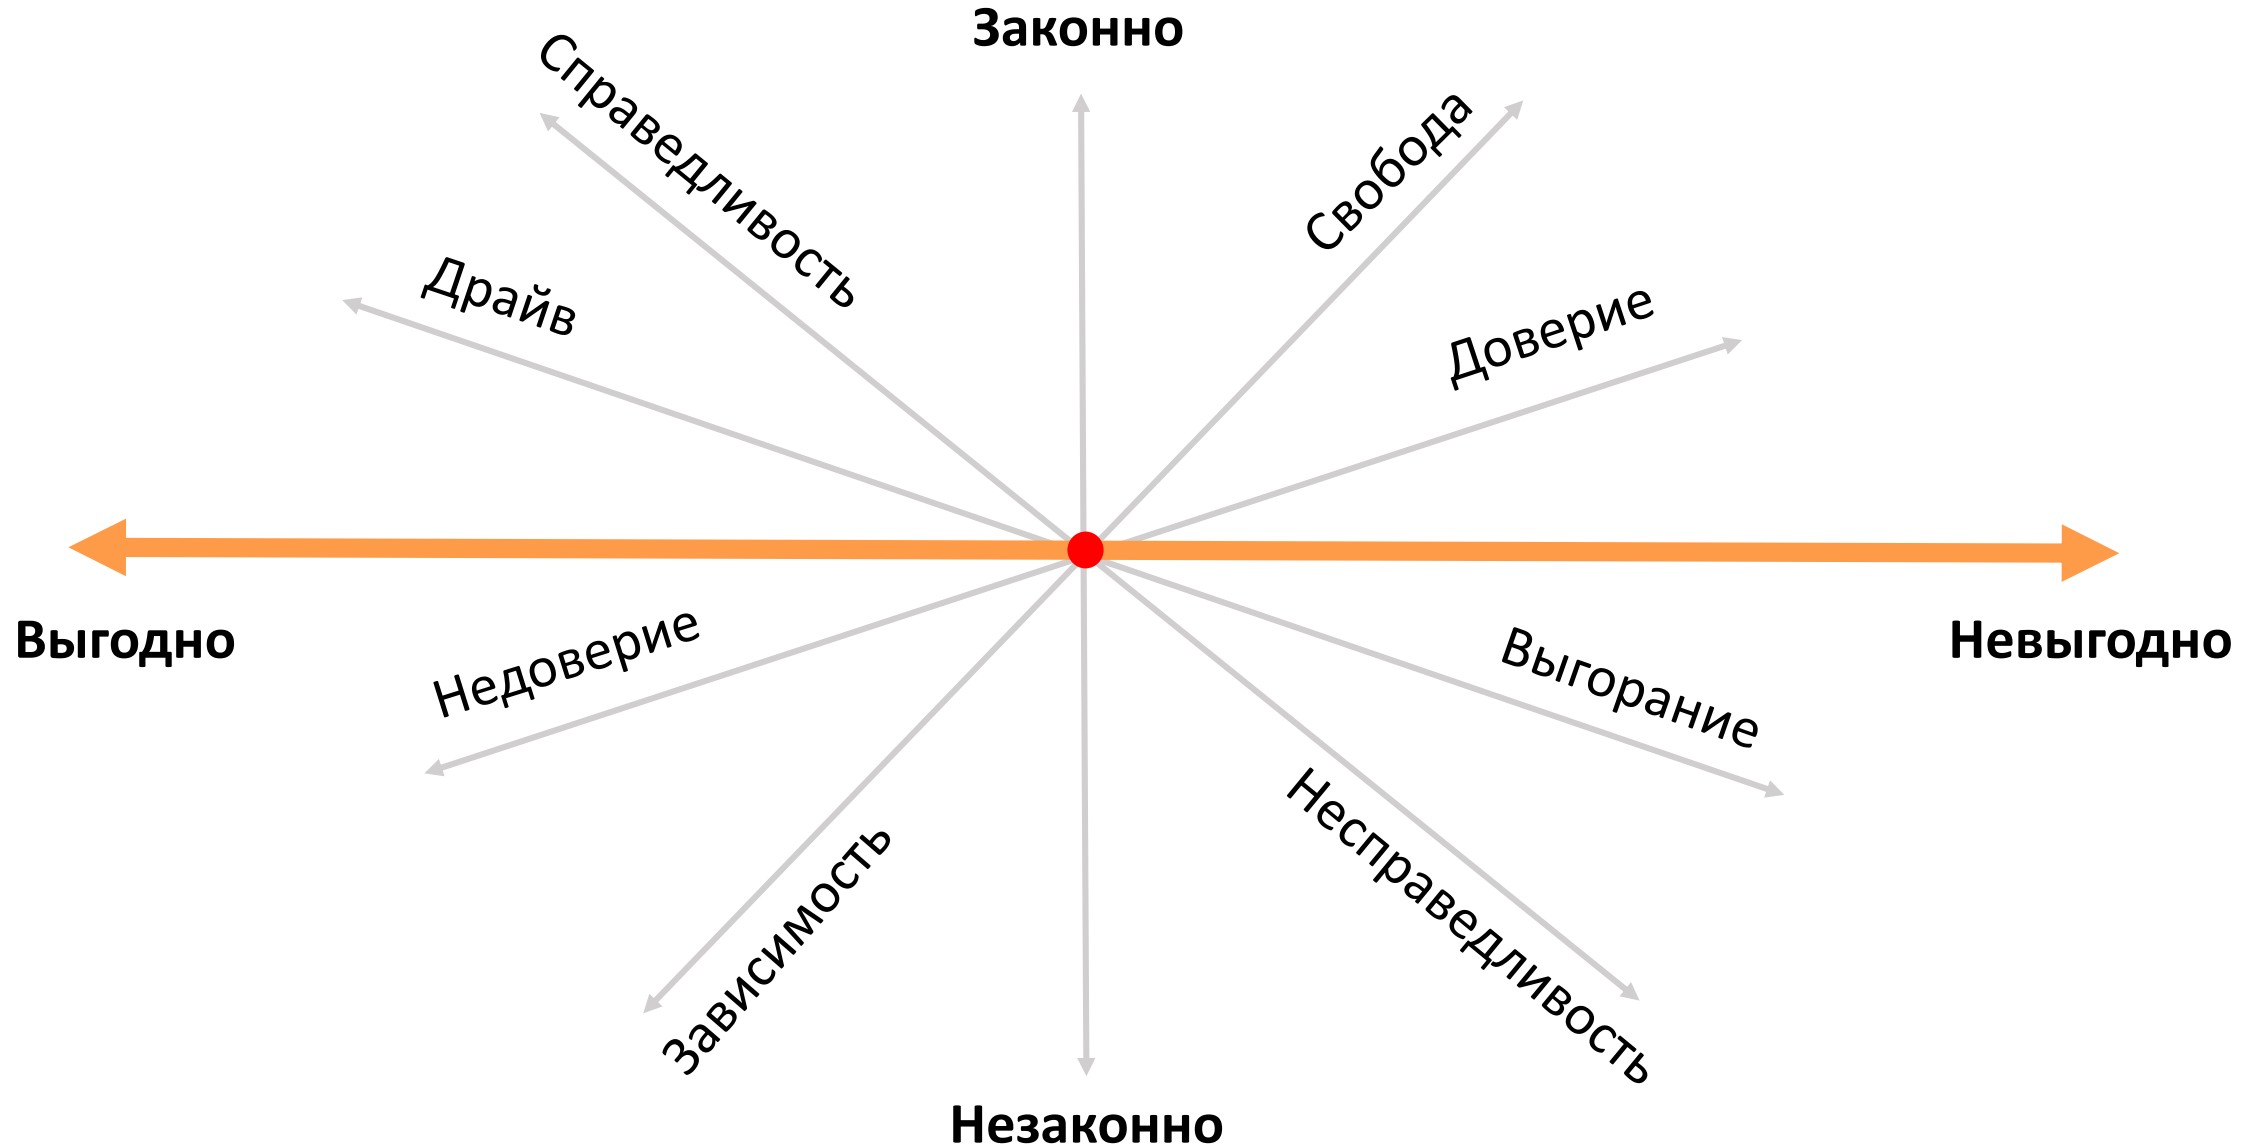 Законно
Справедливость
Свобода
Драйв
Доверие
Выгодно
Невыгодно
Недоверие
Выгорание
Зависимость
Несправедливость
Незаконно